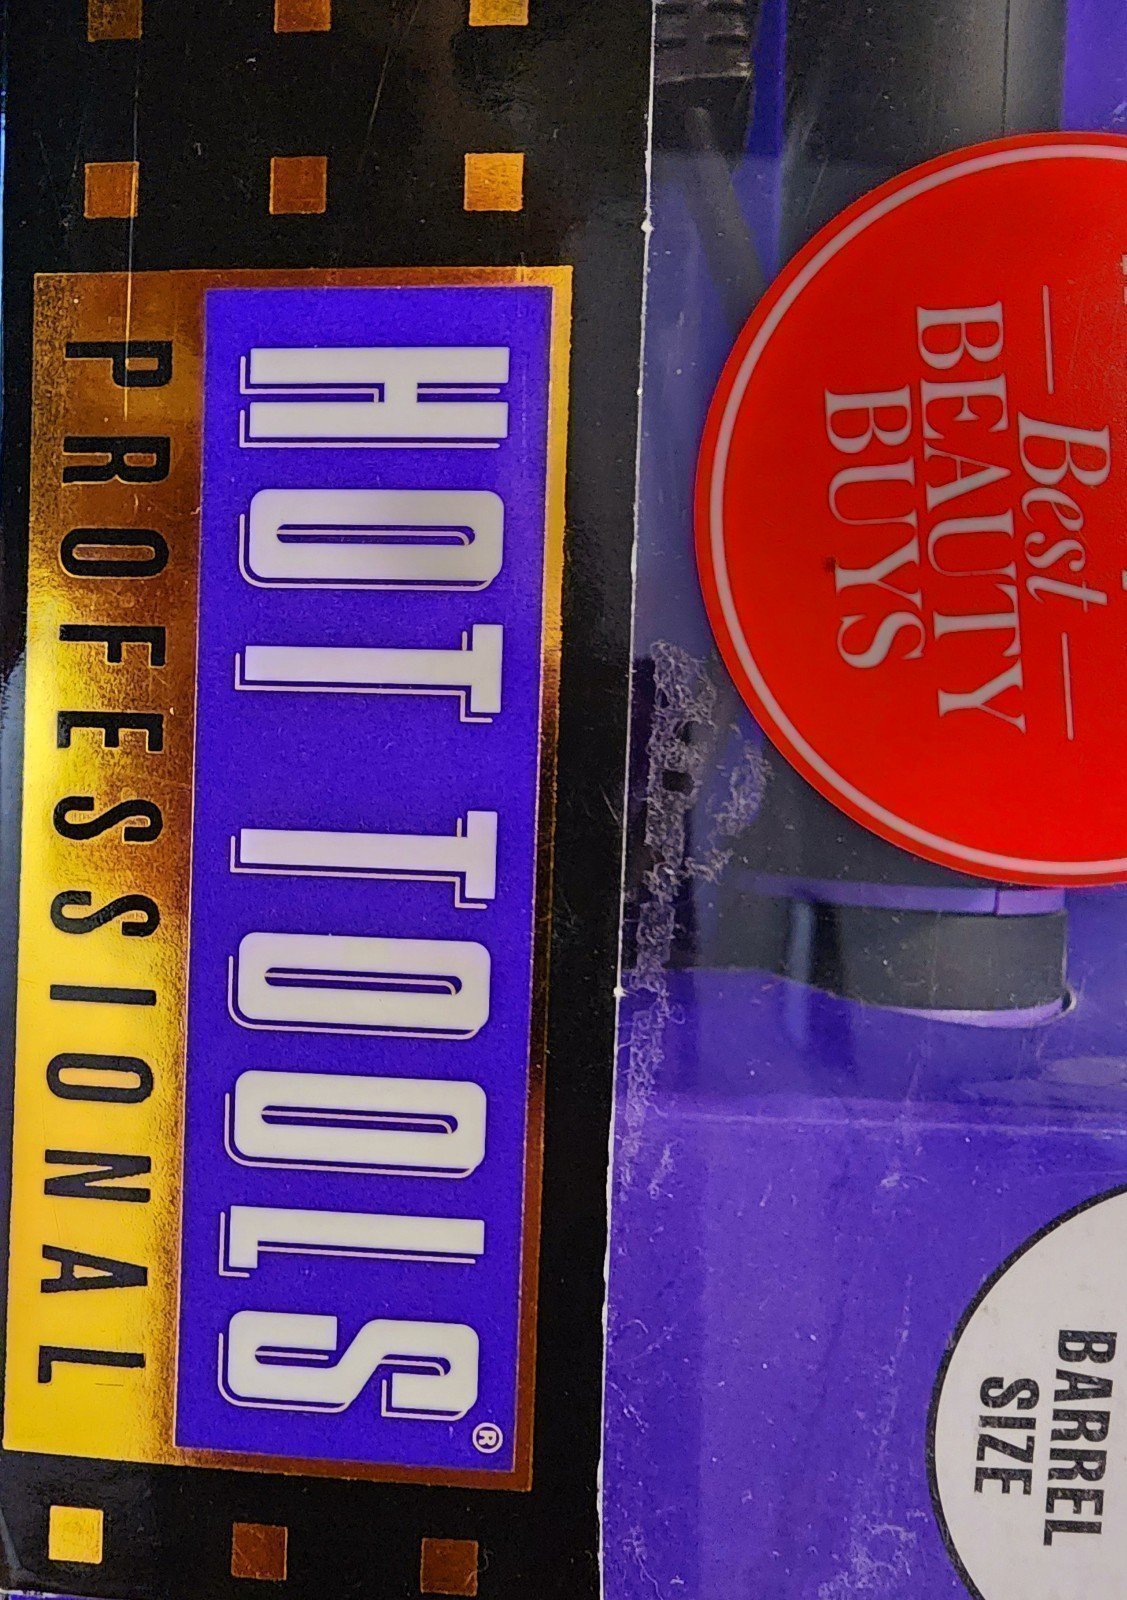 Best
BEAUTY
BUYS
BARREL
SIZE
HOT TOOLS®
PROFESSIONAL